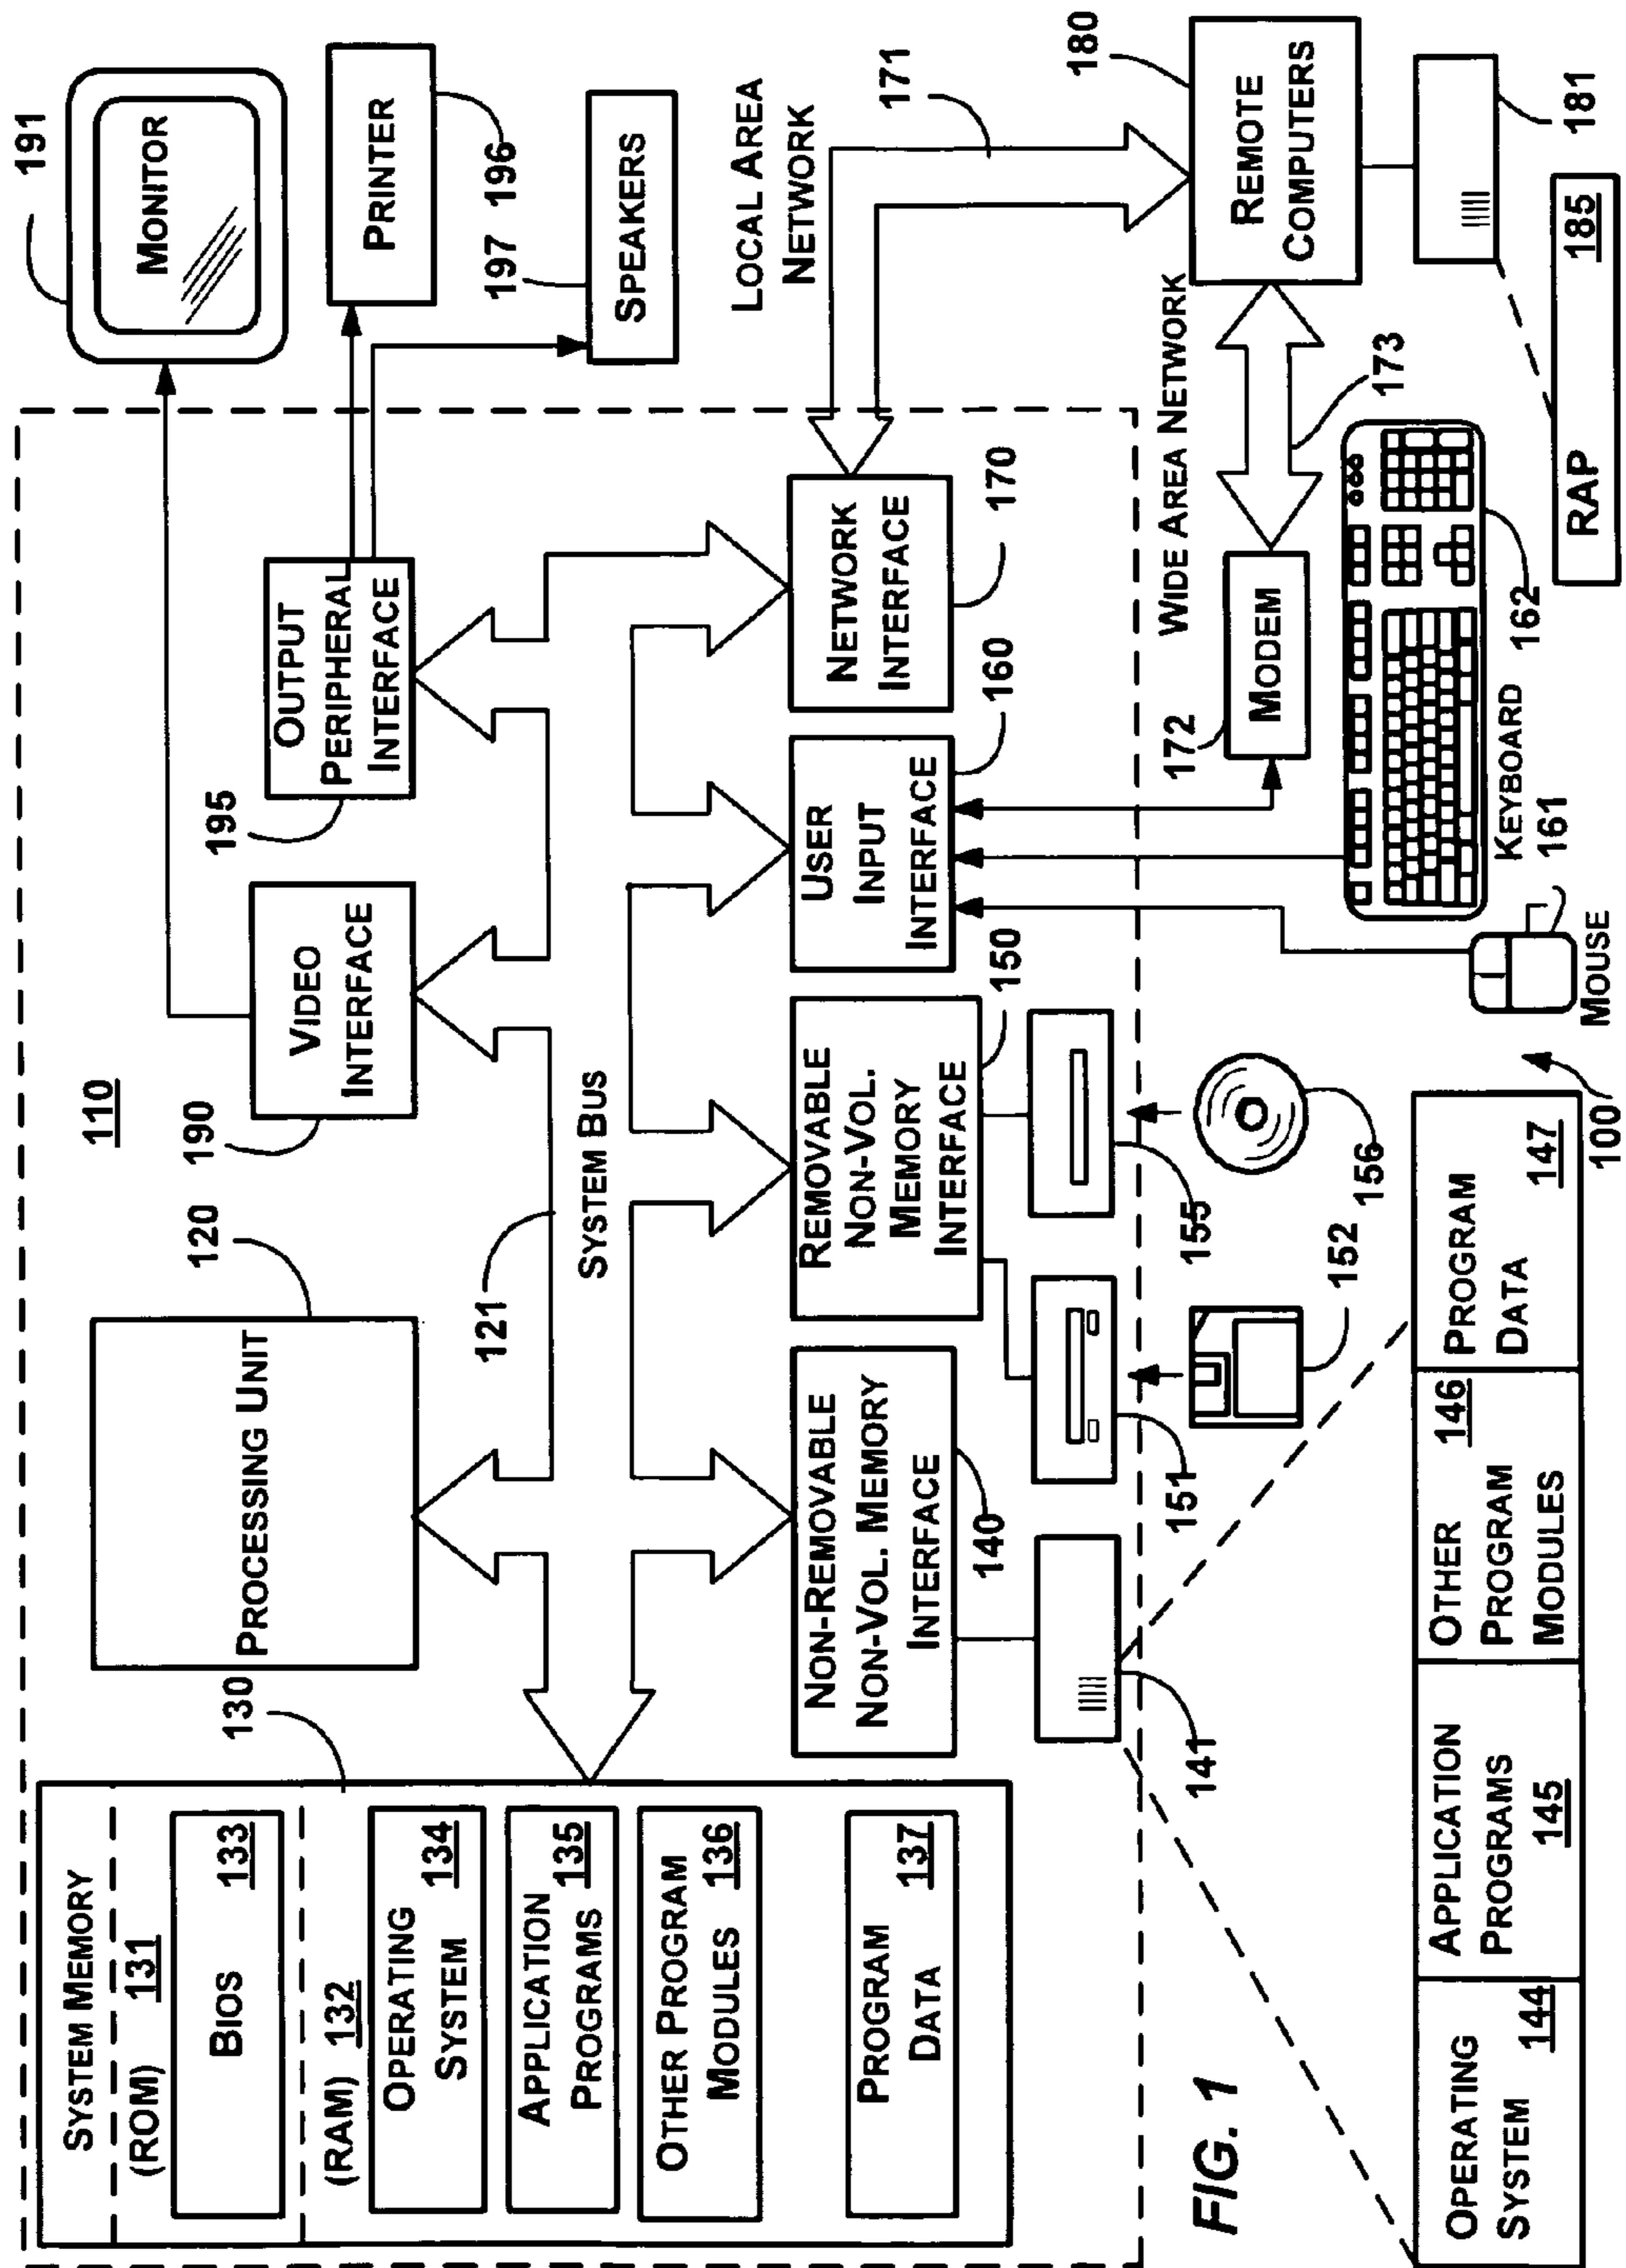 SYSTEM MEMORY
(ROM) 131
BIOS 133
(RAM) 132
OPERATING
SYSTEM 134
APPLICATION
PROGRAMS 135
OTHER PROGRAM
MODULES 136
PROGRAM
DATA 137
130
PROCESSING UNIT
120
110
190
VIDEO
INTERFACE
195
OUTPUT
PERIPHERAL
INTERFACE
191
MONITOR
PRINTER
196
197
SPEAKERS
121
SYSTEM BUS
NON-REMOVABLE
NON-VOL. MEMORY
INTERFACE
140
REMOVABLE
NON-VOL.
MEMORY
INTERFACE
150
USER
INPUT
INTERFACE
160
NETWORK
INTERFACE
170
LOCAL AREA
NETWORK
171
141
151
155
152
156
172
MODEM
WIDE AREA NETWORK
173
180
REMOTE
COMPUTERS
181
RAP 185
KEYBOARD
162
161
MOUSE
100
FIG. 1
OPERATING
SYSTEM 144
APPLICATION
PROGRAMS
145
OTHER 146
PROGRAM
MODULES
PROGRAM
DATA 147